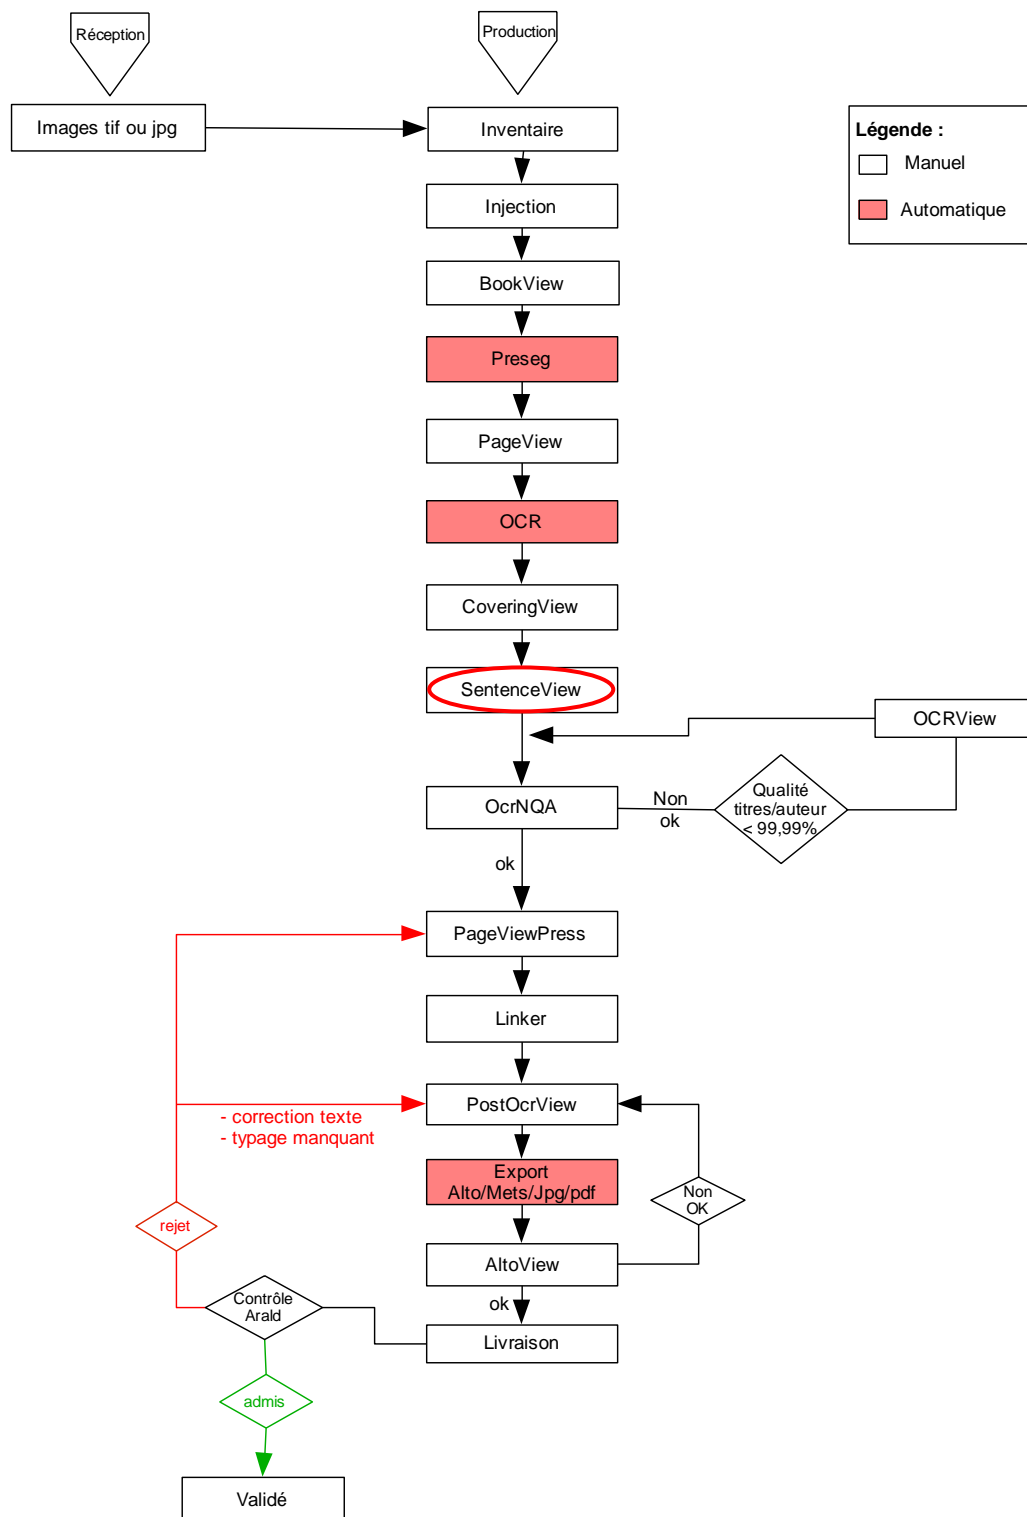 Réception
Production
Images tif ou jpg
Inventaire
Légende :
Manuel
Automatique
Injection
BookView
Preseg
PageView
OCR
CoveringView
SentenceView
OCRView
OcrNQA
Non
ok
Qualité
titres/auteur
< 99,99%
ok
PageViewPress
Linker
PostOcrView
- correction texte
- typage manquant
Export
Alto/Mets/Jpg/pdf
Non
OK
rejet
AltoView
ok
Contrôle
Arald
Livraison
admis
Validé